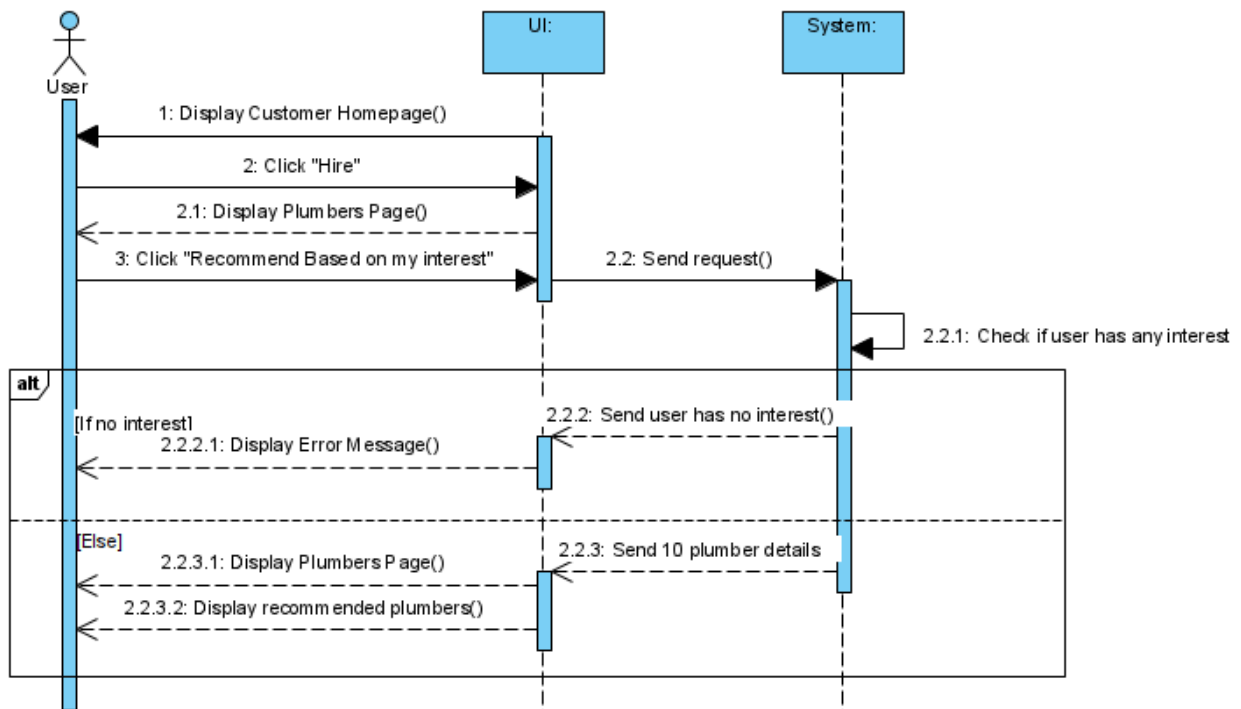 UI:
System:
User
1: Display Customer Homepage()
2: Click "Hire"
2.1: Display Plumbers Page()
3: Click "Recommend Based on my interest"
2.2: Send request()
2.2.1: Check if user has any interest
alt
[If no interest]
2.2.2: Send user has no interest()
2.2.2.1: Display Error Message()
[Else]
2.2.3: Send 10 plumber details
2.2.3.1: Display Plumbers Page()
2.2.3.2: Display recommended plumbers()